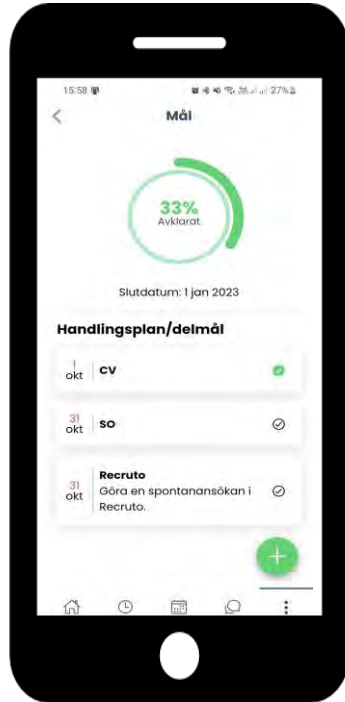 15:58
27%
Mål
33%
Avklarat
Slutdatum: 1 jan 2023
Handlingsplan/delmål
1
okt
CV
31
okt
SO
31
okt
Recruto
Göra en spontanansökan i
Recruto.